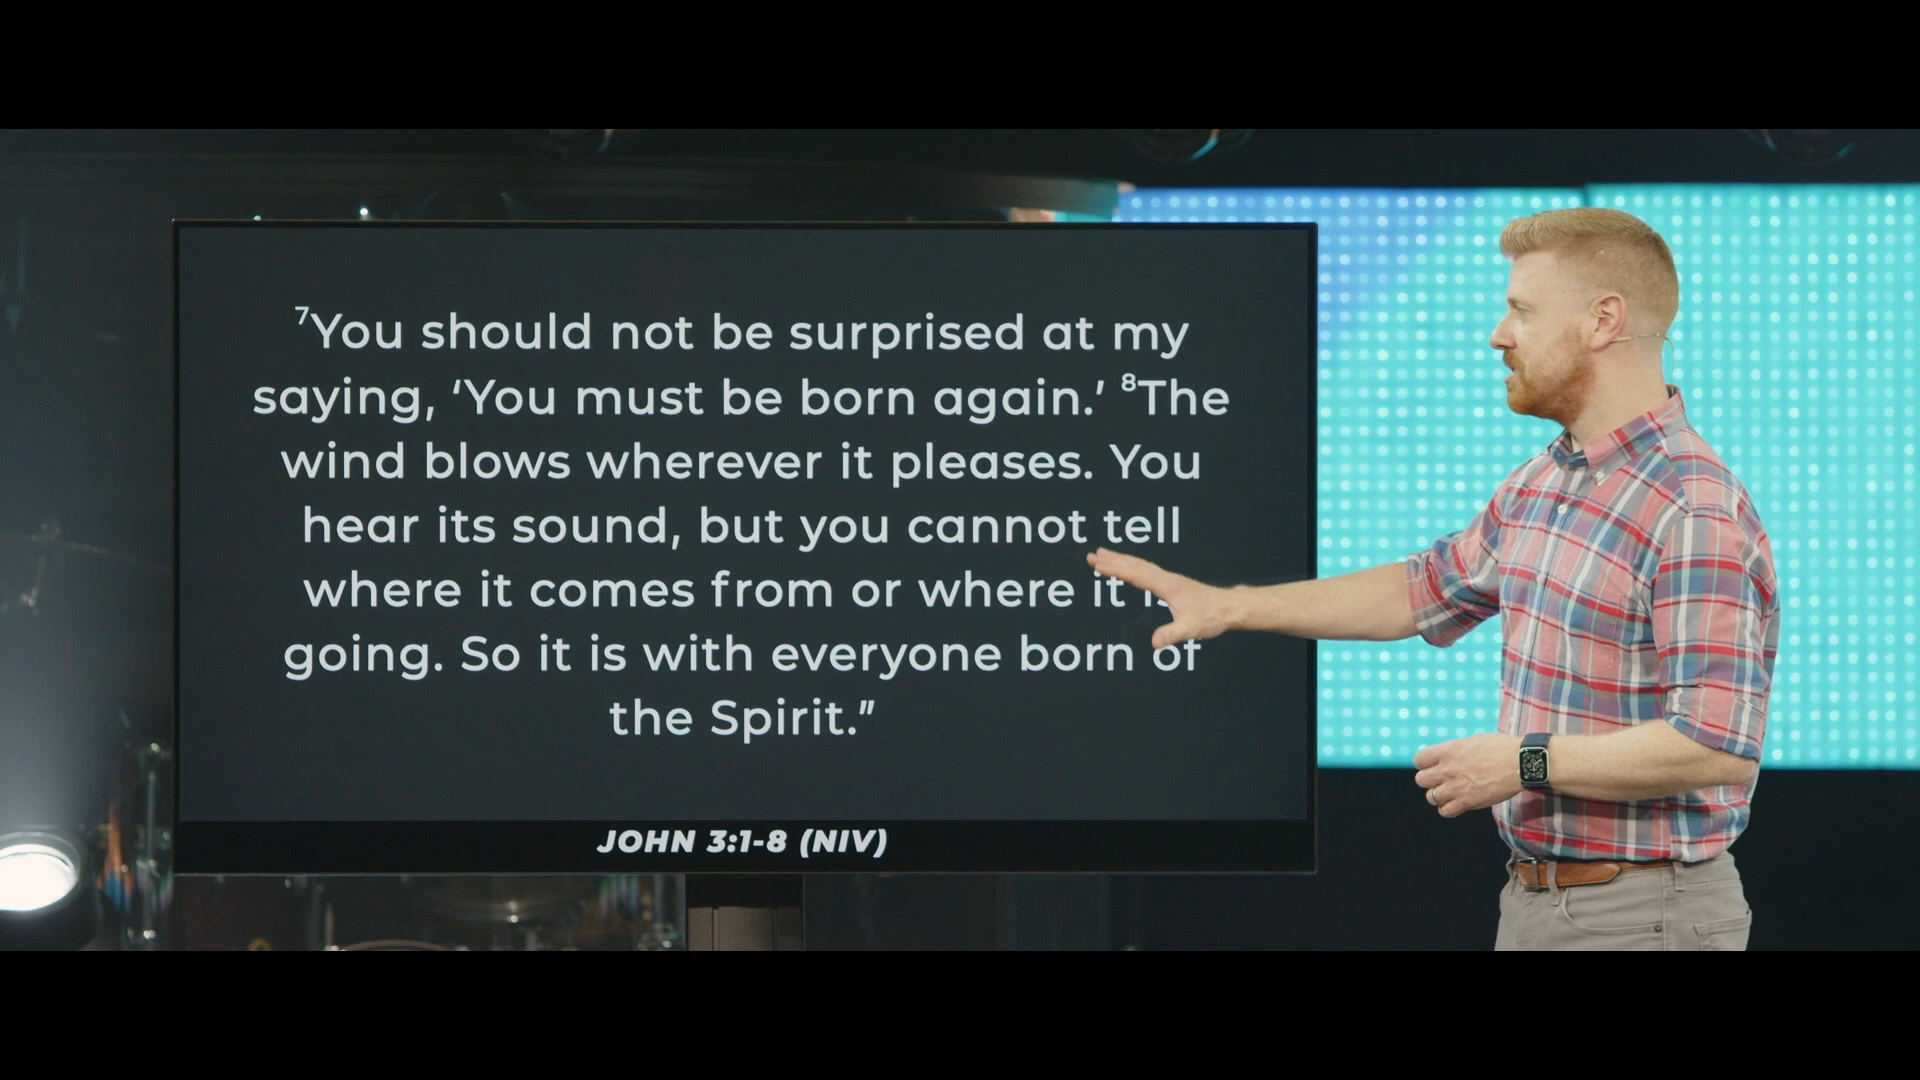 ⁷You should not be surprised at my
saying, ‘You must be born again.’ ⁸The
wind blows wherever it pleases. You
hear its sound, but you cannot tell
where it comes from or where it is
going. So it is with everyone born of
the Spirit.”
JOHN 3:1-8 (NIV)